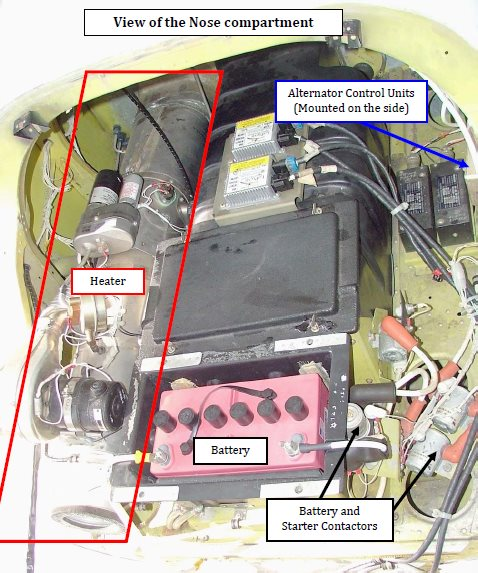 View of the Nose compartment
Alternator Control Units
(Mounted on the side)
Heater
Battery
Battery and
Starter Contactors